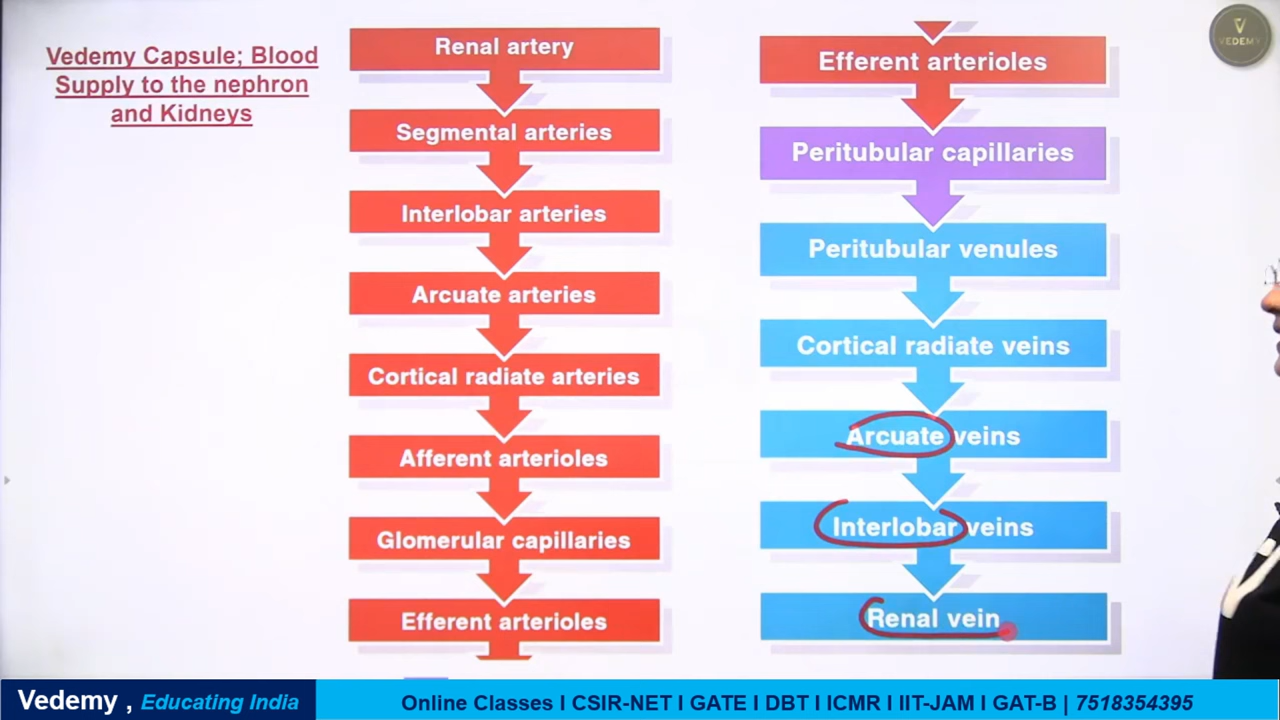 Vedemy Capsule; Blood
Supply to the nephron
and Kidneys
Renal artery
Segmental arteries
Interlobar arteries
Arcuate arteries
Cortical radiate arteries
Afferent arterioles
Glomerular capillaries
Efferent arterioles
Efferent arterioles
Peritubular capillaries
Peritubular venules
Cortical radiate veins
Arcuate veins
Interlobar veins
Renal vein
VEDEMY
Vedemy , Educating India
Online Classes I CSIR-NET I GATE I DBT I ICMR I IIT-JAM I GAT-B | 7518354395